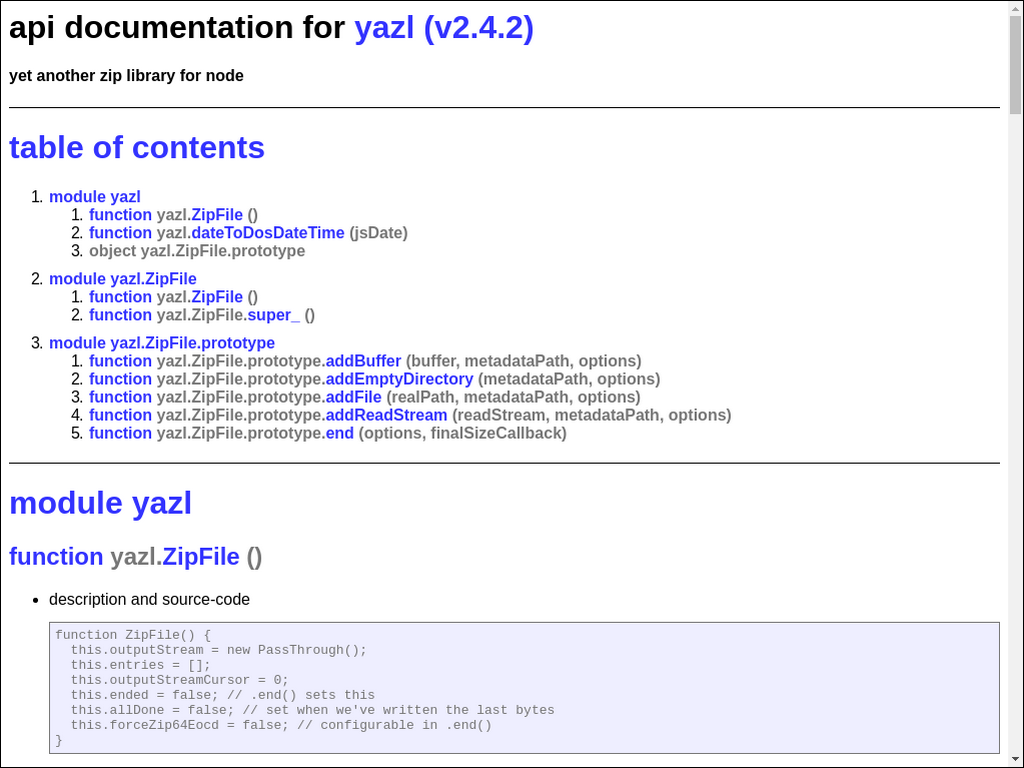 api documentation for yazl (v2.4.2)
yet another zip library for node
table of contents
1. module yazl
1. function yazl.ZipFile ()
2. function yazl.dateToDosDateTime (jsDate)
3. object yazl.ZipFile.prototype
2. module yazl.ZipFile
1. function yazl.ZipFile ()
2. function yazl.ZipFile.super_ ()
3. module yazl.ZipFile.prototype
1. function yazl.ZipFile.prototype.addBuffer (buffer, metadataPath, options)
2. function yazl.ZipFile.prototype.addEmptyDirectory (metadataPath, options)
3. function yazl.ZipFile.prototype.addFile (realPath, metadataPath, options)
4. function yazl.ZipFile.prototype.addReadStream (readStream, metadataPath, options)
5. function yazl.ZipFile.prototype.end (options, finalSizeCallback)
module yazl
function yazl.ZipFile ()
• description and source-code
function ZipFile() {
  this.outputStream = new PassThrough();
  this.entries = [];
  this.outputStreamCursor = 0;
  this.ended = false; // .end() sets this
  this.allDone = false; // set when we've written the last bytes
  this.forceZip64Eocd = false; // configurable in .end()
}